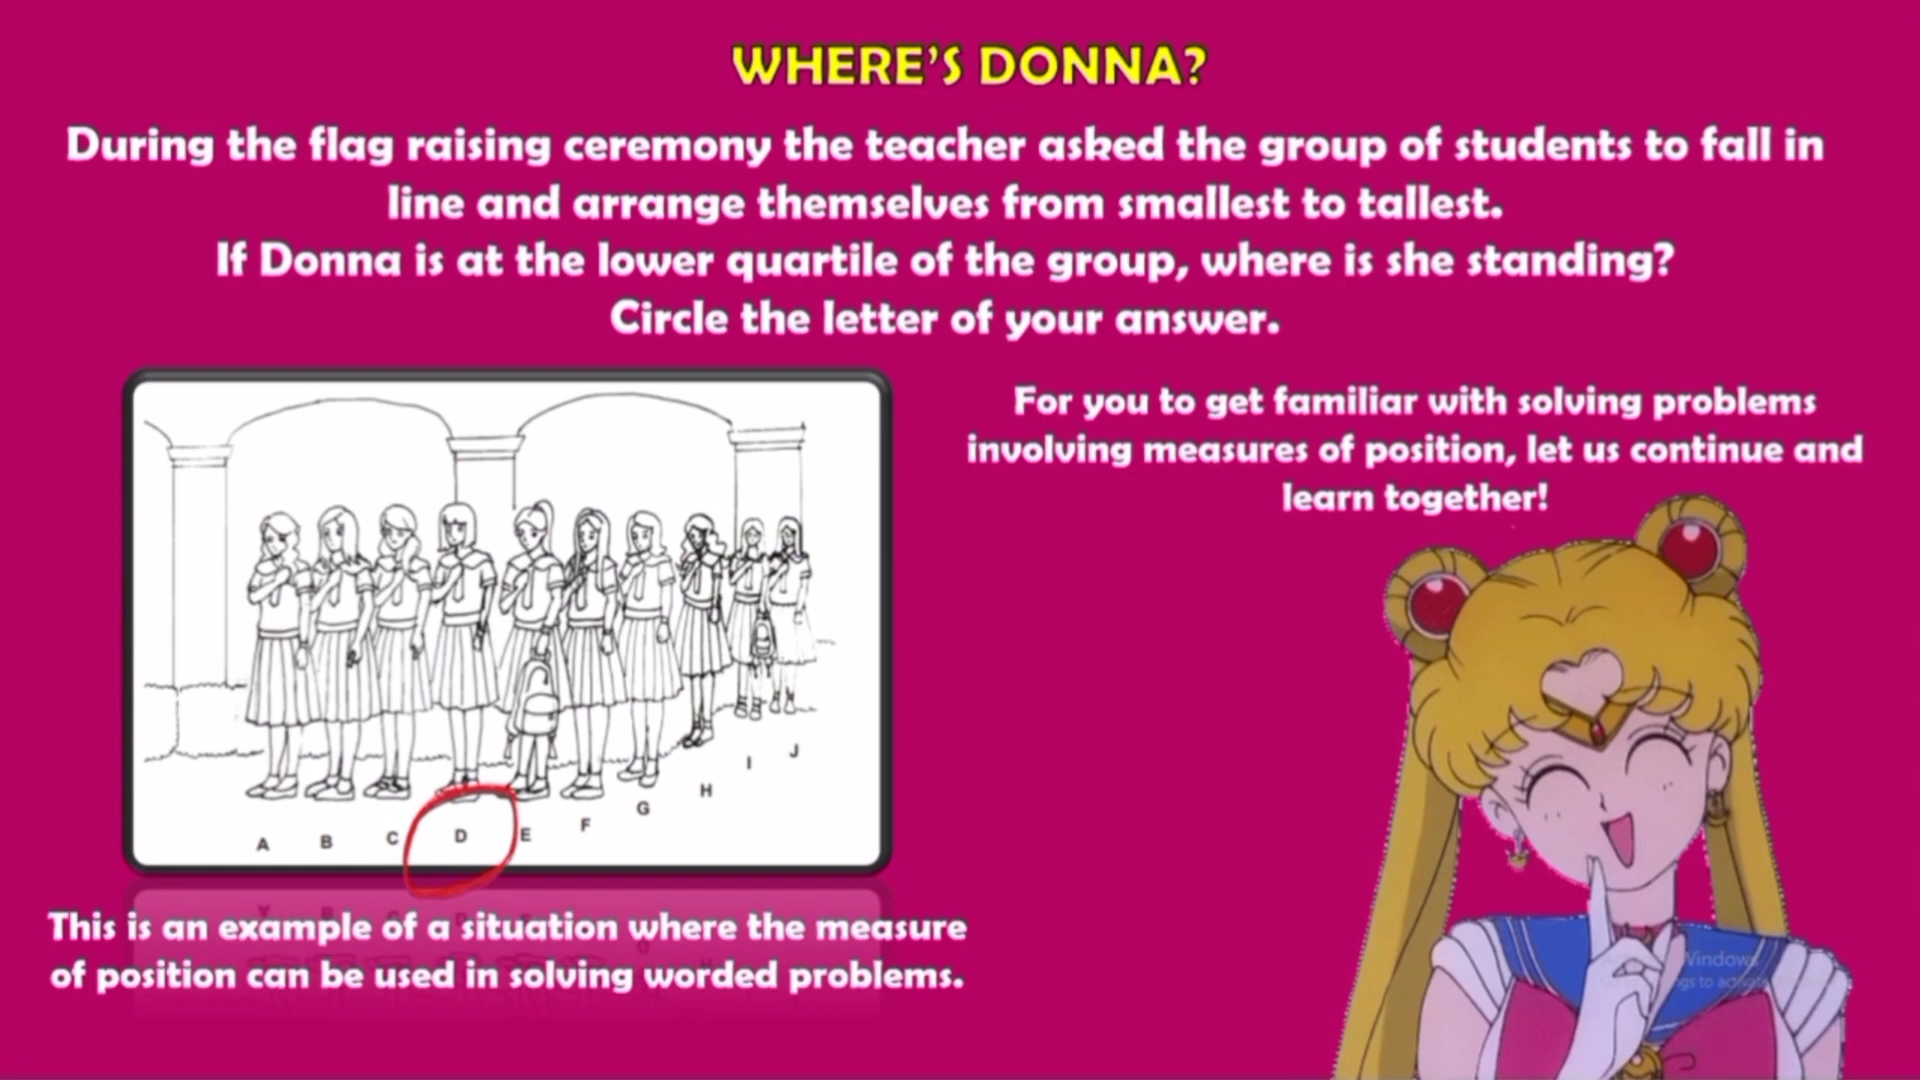 WHERE'S DONNA?
During the flag raising ceremony the teacher asked the group of students to fall in
line and arrange themselves from smallest to tallest.
If Donna is at the lower quartile of the group, where is she standing?
Circle the letter of your answer.
For you to get familiar with solving problems
involving measures of position, let us continue and
learn together!
A B C D E F G H I J
This is an example of a situation where the measure
of position can be used in solving worded problems.
Windows